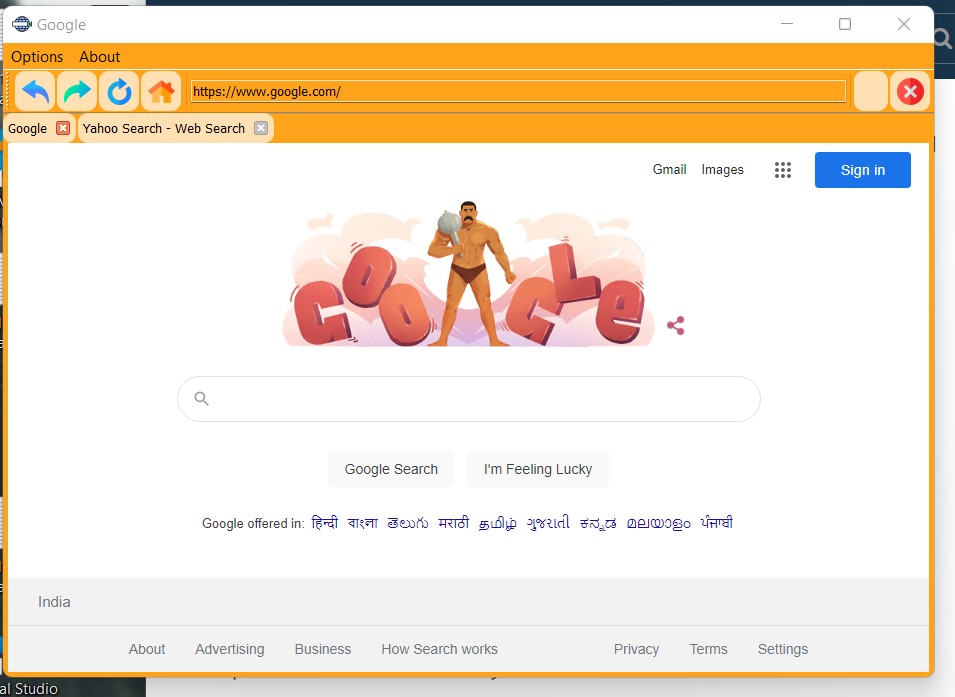 Google
Options About
https://www.google.com/
Google Yahoo Search - Web Search
Gmail Images Sign in
GOOGLE
Google Search I'm Feeling Lucky
Google offered in: हिन्दी বাংলা తెలుగు मराठी தமிழ் ગુજરાતી ಕನ್ನಡ മലയാളം ਪੰਜਾਬੀ
India
About Advertising Business How Search works Privacy Terms Settings
al Studio